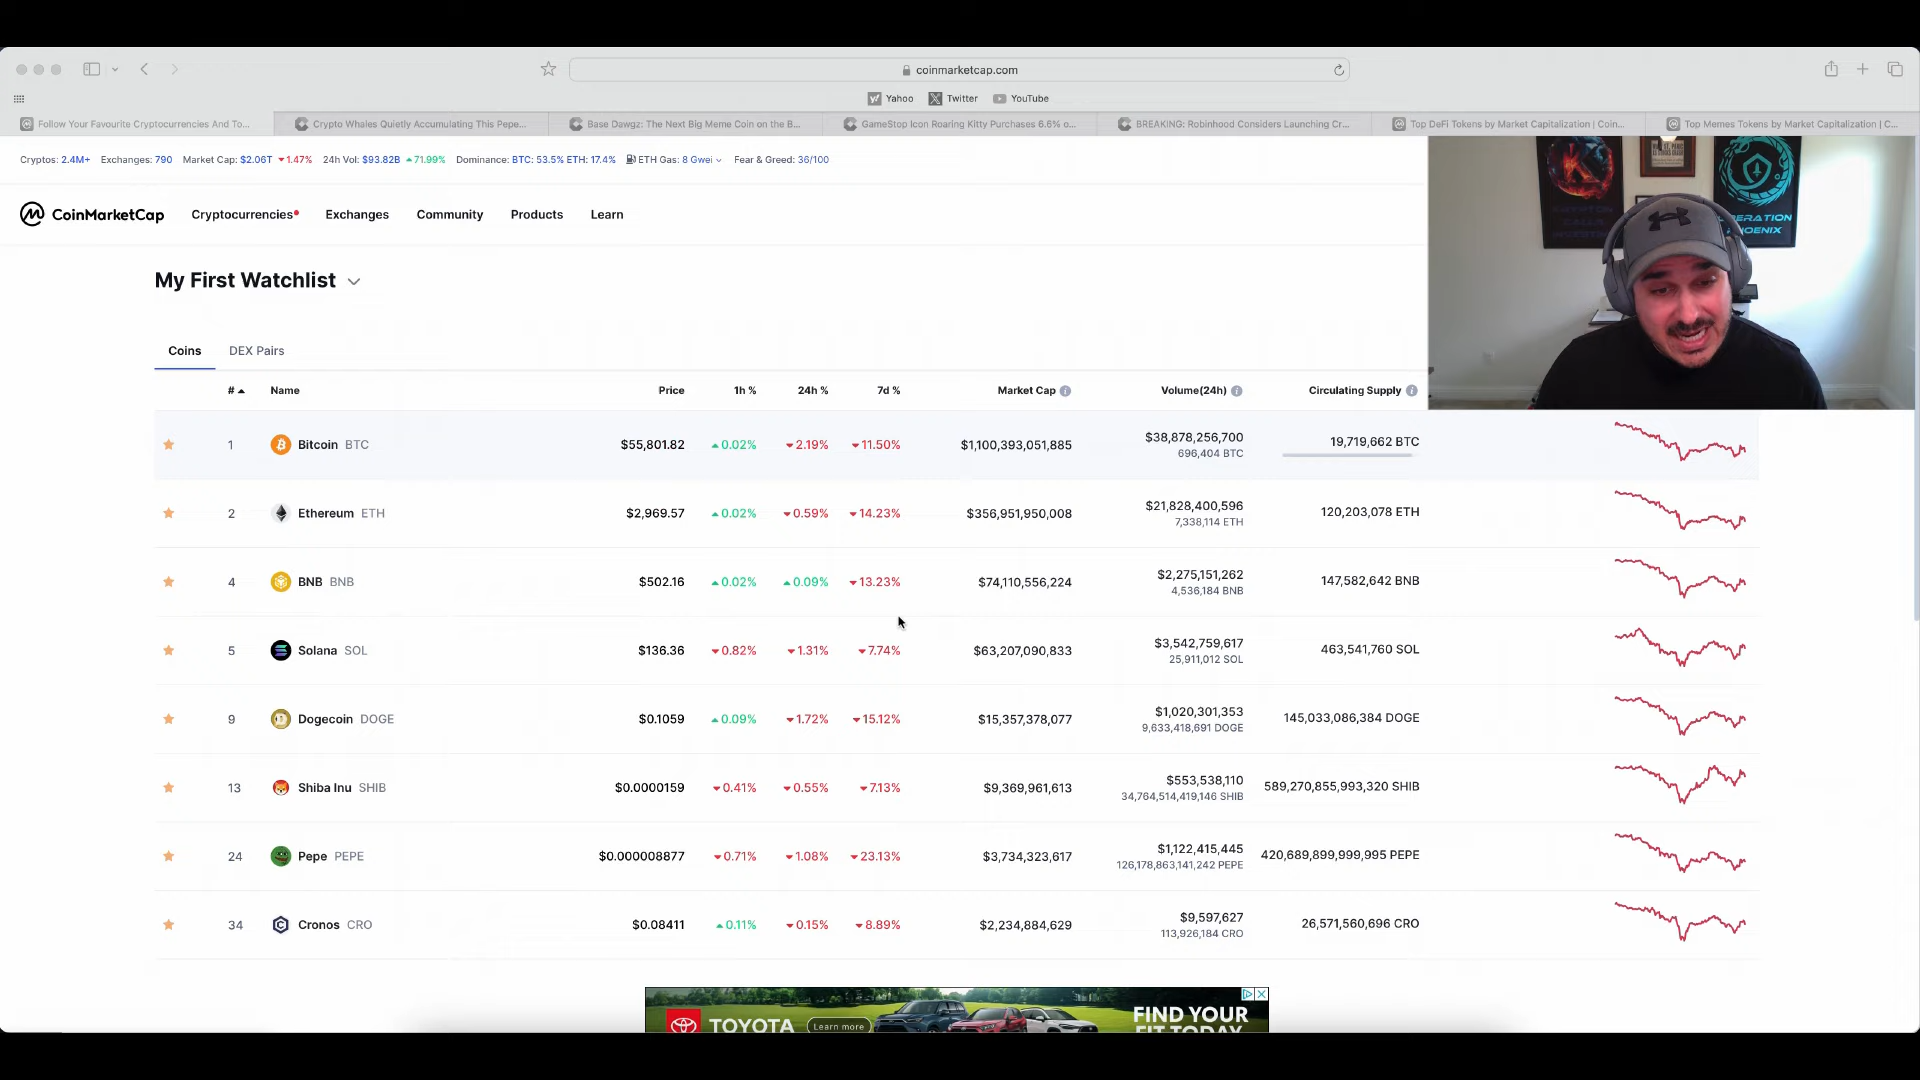 coinmarketcap.com
Yahoo Twitter YouTube
Follow Your Favourite Cryptocurrencies And To... Crypto Whales Quietly Accumulating This Pepe... Base Dawgz: The Next Big Meme Coin on the B... GameStop Icon Roaring Kitty Purchases 6.6% o... BREAKING: Robinhood Considers Launching Cr... Top DeFi Tokens by Market Capitalization | Coin... Top Memes Tokens by Market Capitalization | C...
Cryptos: 2.4M+ Exchanges: 790 Market Cap: $2.06T 1.47% 24h Vol: $93.82B 71.99% Dominance: BTC: 53.5% ETH: 17.4% ETH Gas: 8 Gwei Fear & Greed: 36/100
CoinMarketCap Cryptocurrencies Exchanges Community Products Learn
My First Watchlist
Coins DEX Pairs
# Name Price 1h % 24h % 7d % Market Cap Volume(24h) Circulating Supply
1 Bitcoin BTC $55,801.82 0.02% 2.19% 11.50% $1,100,393,051,885 $38,878,256,700 19,719,662 BTC
696,404 BTC
2 Ethereum ETH $2,969.57 0.02% 0.59% 14.23% $356,951,950,008 $21,828,400,596 120,203,078 ETH
7,338,114 ETH
4 BNB BNB $502.16 0.02% 0.09% 13.23% $74,110,556,224 $2,275,151,262 147,582,642 BNB
4,536,184 BNB
5 Solana SOL $136.36 0.82% 1.31% 7.74% $63,207,090,833 $3,542,759,617 463,541,760 SOL
25,911,012 SOL
9 Dogecoin DOGE $0.1059 0.09% 1.72% 15.12% $15,357,378,077 $1,020,301,353 145,033,086,384 DOGE
9,633,418,691 DOGE
13 Shiba Inu SHIB $0.0000159 0.41% 0.55% 7.13% $9,369,961,613 $553,538,110 589,270,855,993,320 SHIB
34,764,514,419,146 SHIB
24 Pepe PEPE $0.000008877 0.71% 1.08% 23.13% $3,734,323,617 $1,122,415,445 420,689,899,999,995 PEPE
126,178,863,141,242 PEPE
34 Cronos CRO $0.08411 0.11% 0.15% 8.89% $2,234,884,629 $9,597,627 26,571,560,696 CRO
113,926,184 CRO
TOYOTA Learn more FIND YOUR
FIT TODAY